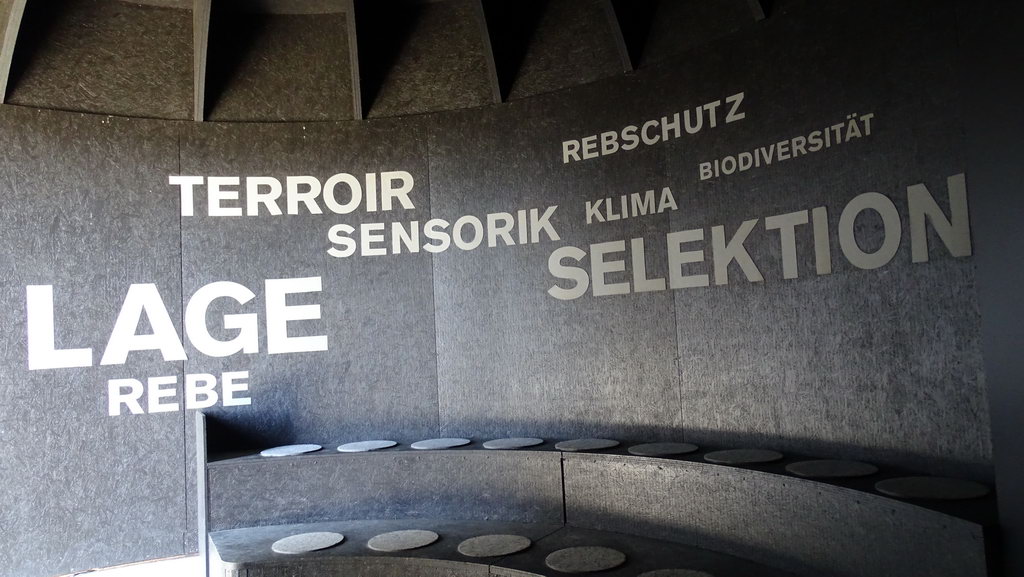 REBSCHUTZ
BIODIVERSITÄT
TERROIR
KLIMA
SENSORIK
SELEKTION
LAGE
REBE